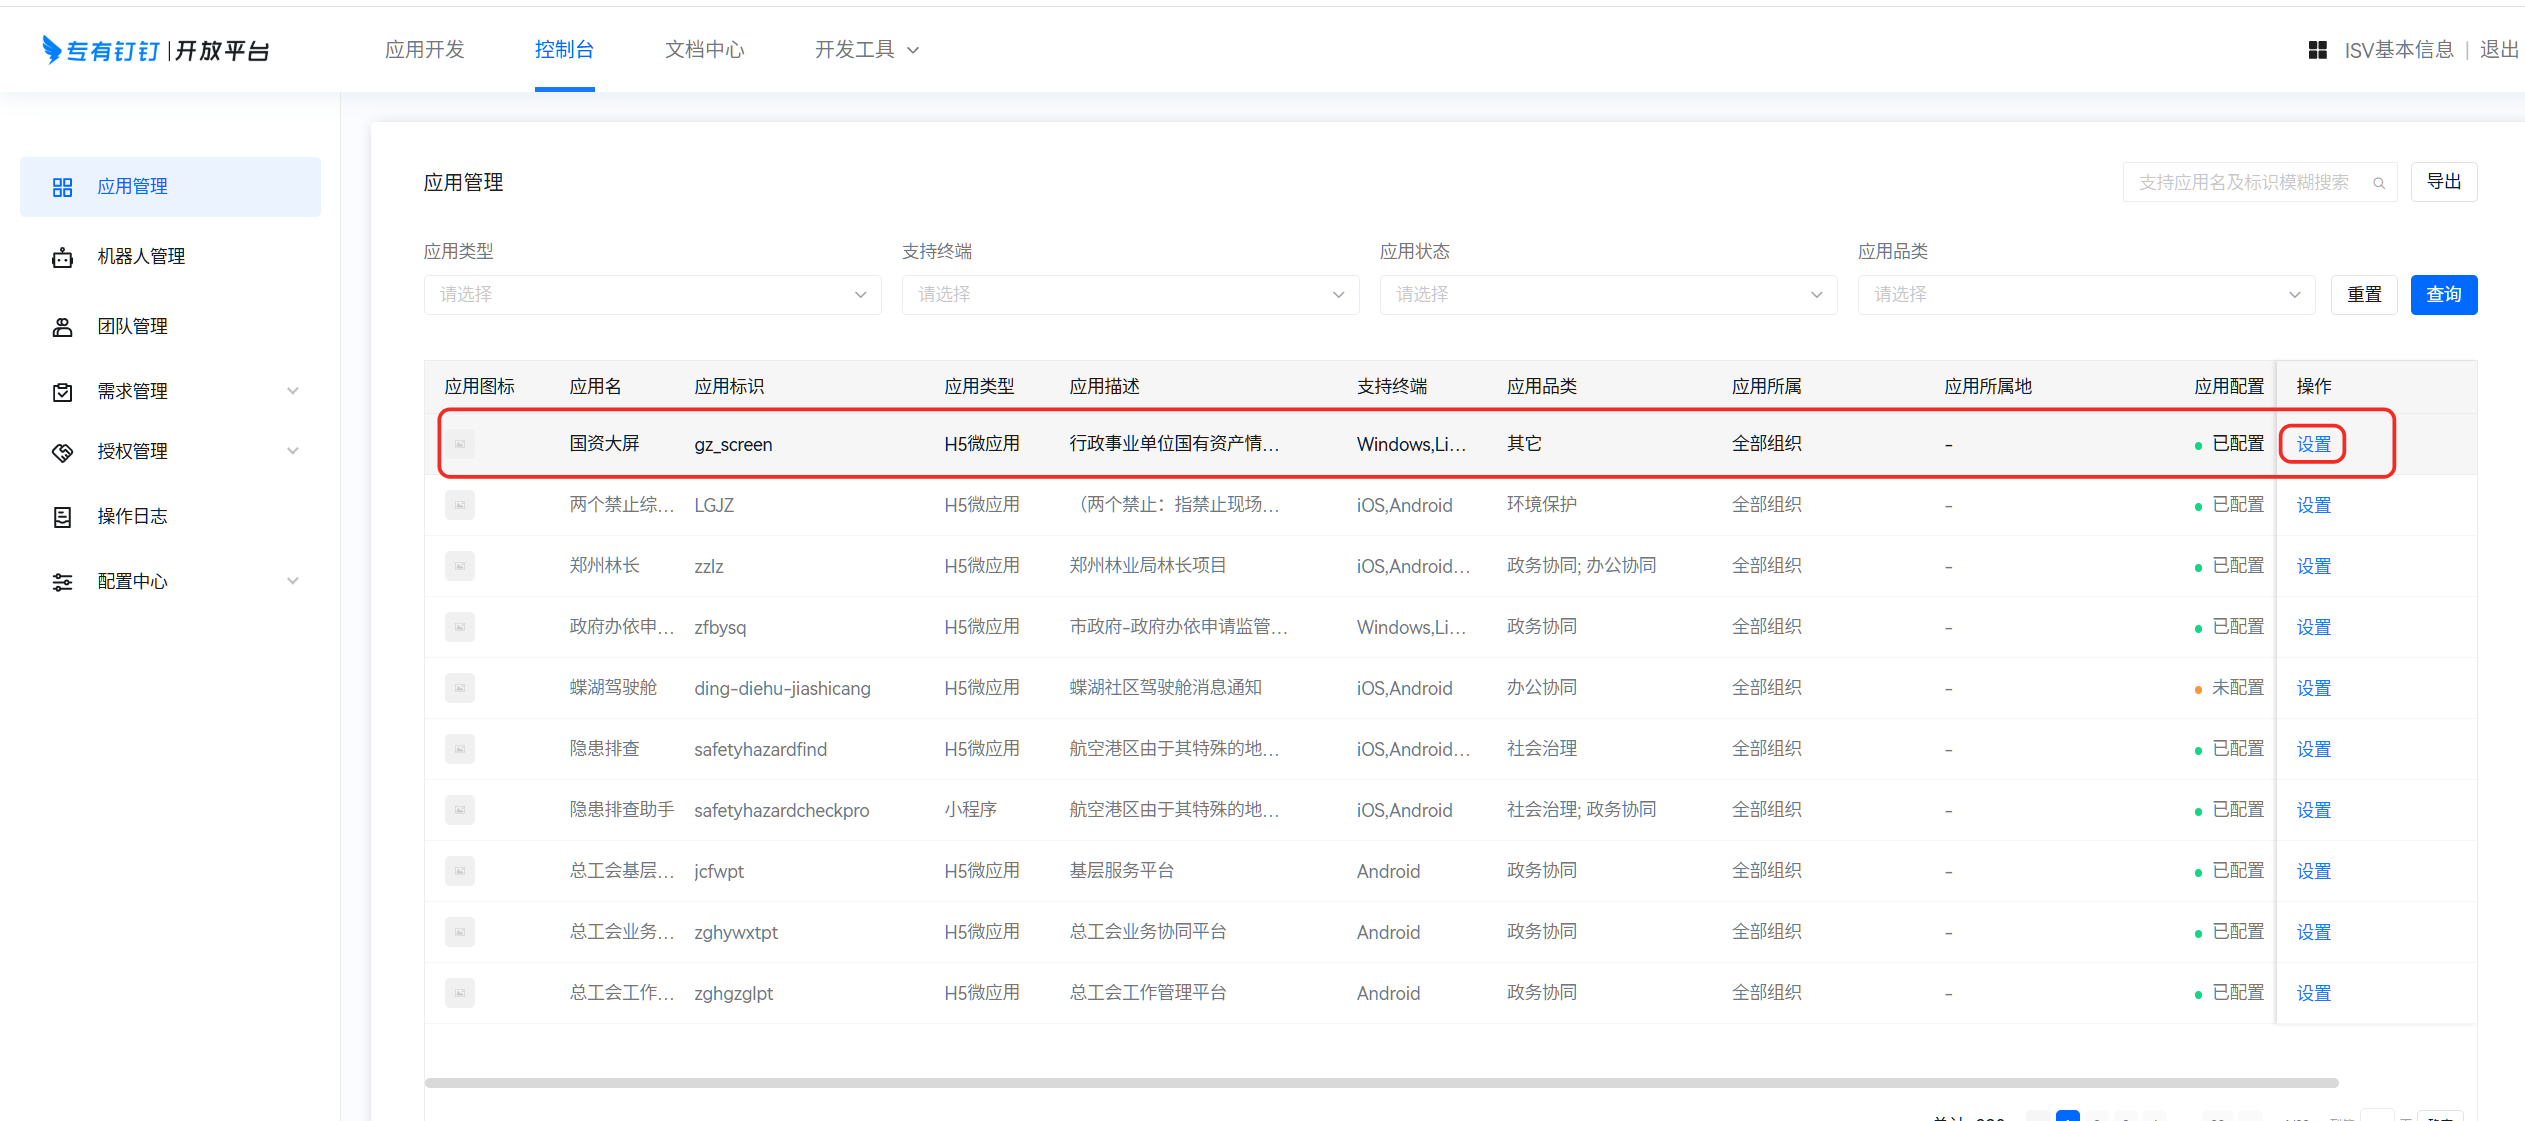 专有钉钉 | 开放平台 应用开发 控制台 文档中心 开发工具 ISV基本信息 | 退出
应用管理
机器人管理
团队管理
需求管理
授权管理
操作日志
配置中心
应用管理 支持应用名及标识模糊搜索 导出
应用类型 支持终端 应用状态 应用品类
请选择 请选择 请选择 请选择 重置 查询
应用图标 应用名 应用标识 应用类型 应用描述 支持终端 应用品类 应用所属 应用所属地 应用配置 操作
国资大屏 gz_screen H5微应用 行政事业单位国有资产情... Windows,Li... 其它 全部组织 - 已配置 设置
两个禁止综... LGJZ H5微应用 （两个禁止：指禁止现场... iOS,Android 环境保护 全部组织 - 已配置 设置
郑州林长 zzlz H5微应用 郑州林业局林长项目 iOS,Android... 政务协同; 办公协同 全部组织 - 已配置 设置
政府办依申... zfbysq H5微应用 市政府-政府办依申请监管... Windows,Li... 政务协同 全部组织 - 已配置 设置
蝶湖驾驶舱 ding-diehu-jiashicang H5微应用 蝶湖社区驾驶舱消息通知 iOS,Android 办公协同 全部组织 - 未配置 设置
隐患排查 safetyhazardfind H5微应用 航空港区由于其特殊的地... iOS,Android... 社会治理 全部组织 - 已配置 设置
隐患排查助手 safetyhazardcheckpro 小程序 航空港区由于其特殊的地... iOS,Android 社会治理; 政务协同 全部组织 - 已配置 设置
总工会基层... jcfwpt H5微应用 基层服务平台 Android 政务协同 全部组织 - 已配置 设置
总工会业务... zghywxtpt H5微应用 总工会业务协同平台 Android 政务协同 全部组织 - 已配置 设置
总工会工作... zghgzglpt H5微应用 总工会工作管理平台 Android 政务协同 全部组织 - 已配置 设置